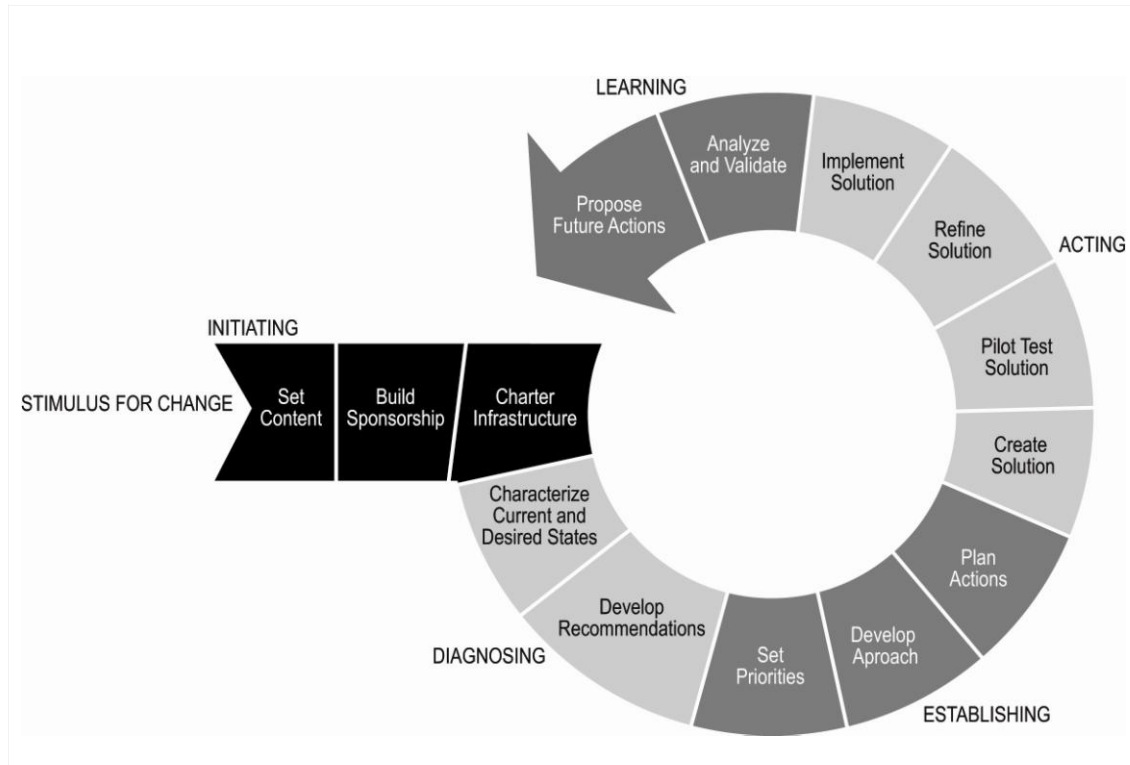 STIMULUS FOR CHANGE
INITIATING
Set
Content
Build
Sponsorship
Charter
Infrastructure
Characterize
Current and
Desired States
DIAGNOSING
Develop
Recommendations
Set
Priorities
Develop
Aproach
ESTABLISHING
Plan
Actions
Create
Solution
Pilot Test
Solution
ACTING
Refine
Solution
Implement
Solution
LEARNING
Analyze
and Validate
Propose
Future Actions